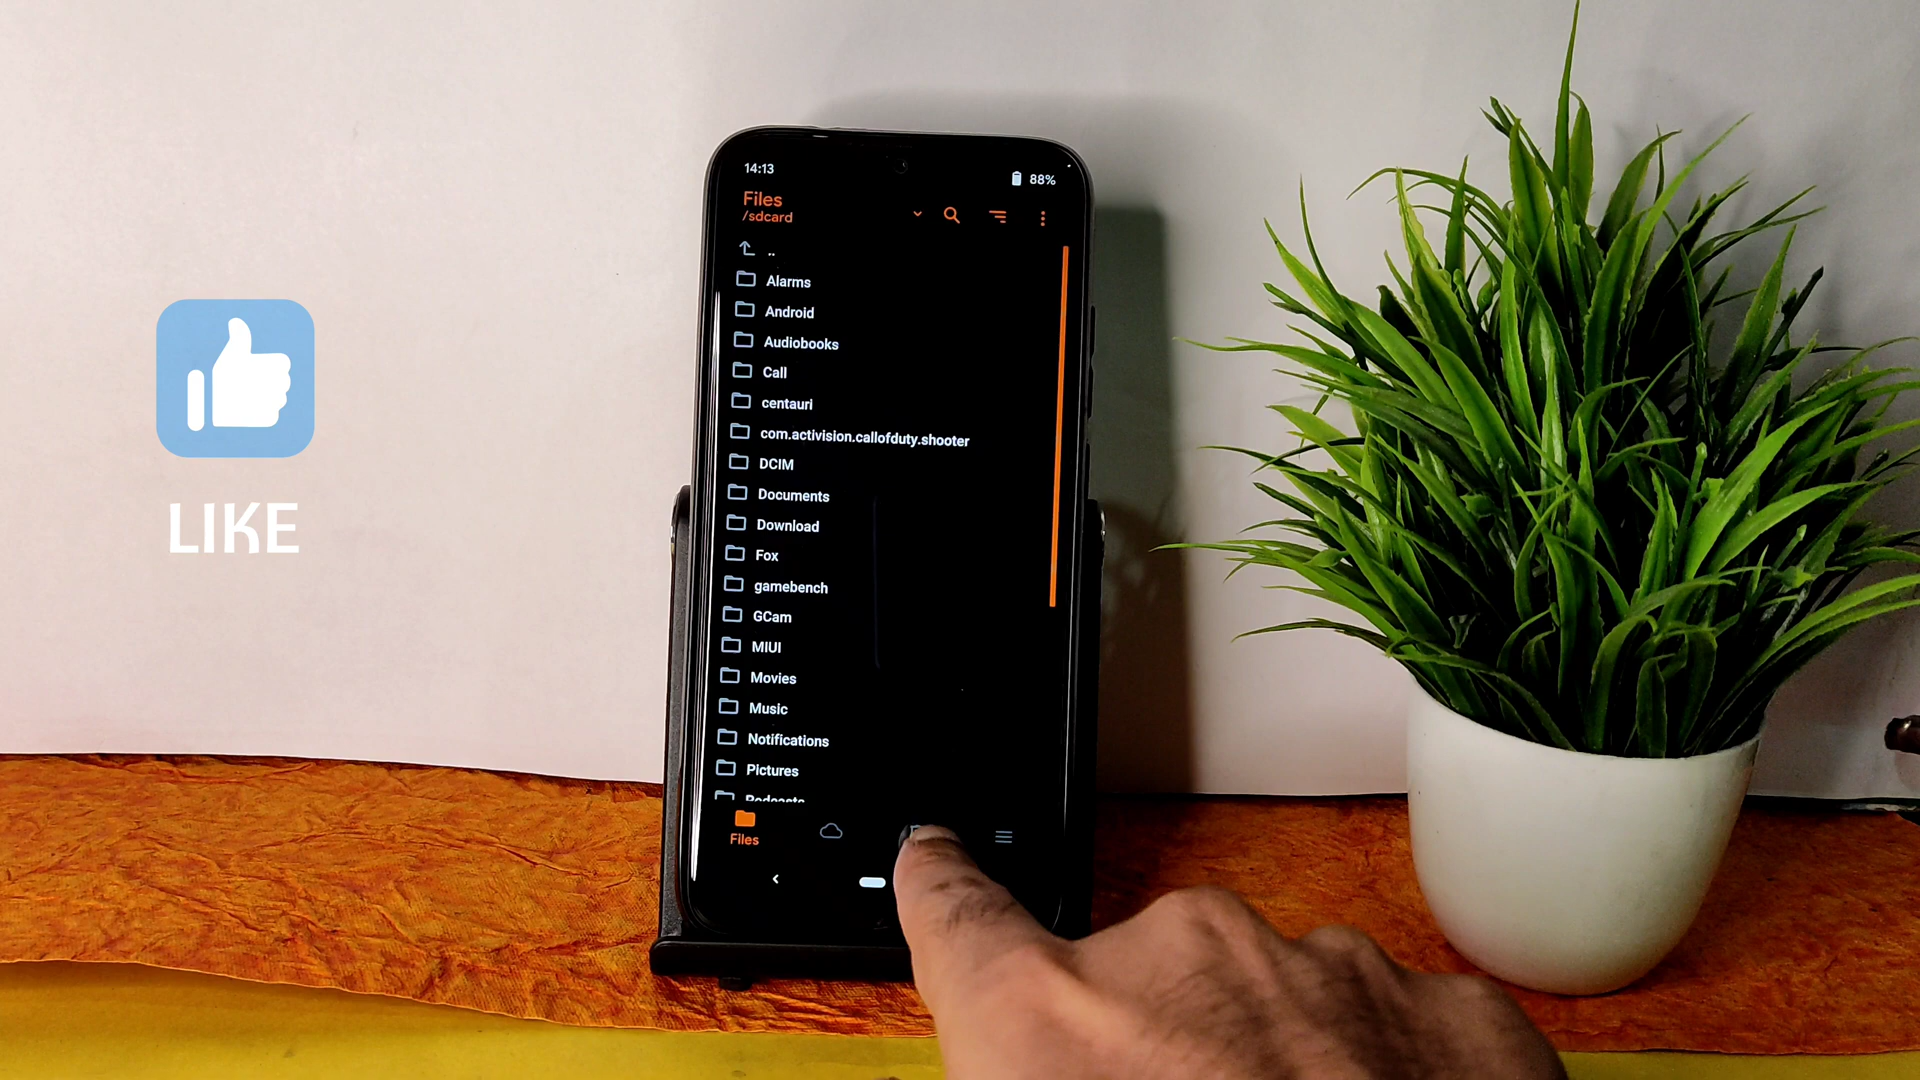 14:13
88%
Files
/sdcard
..
Alarms
Android
Audiobooks
Call
centauri
com.activision.callofduty.shooter
DCIM
Documents
Download
Fox
gamebench
GCam
MIUI
Movies
Music
Notifications
Pictures
Podcasts
Files
LIKE